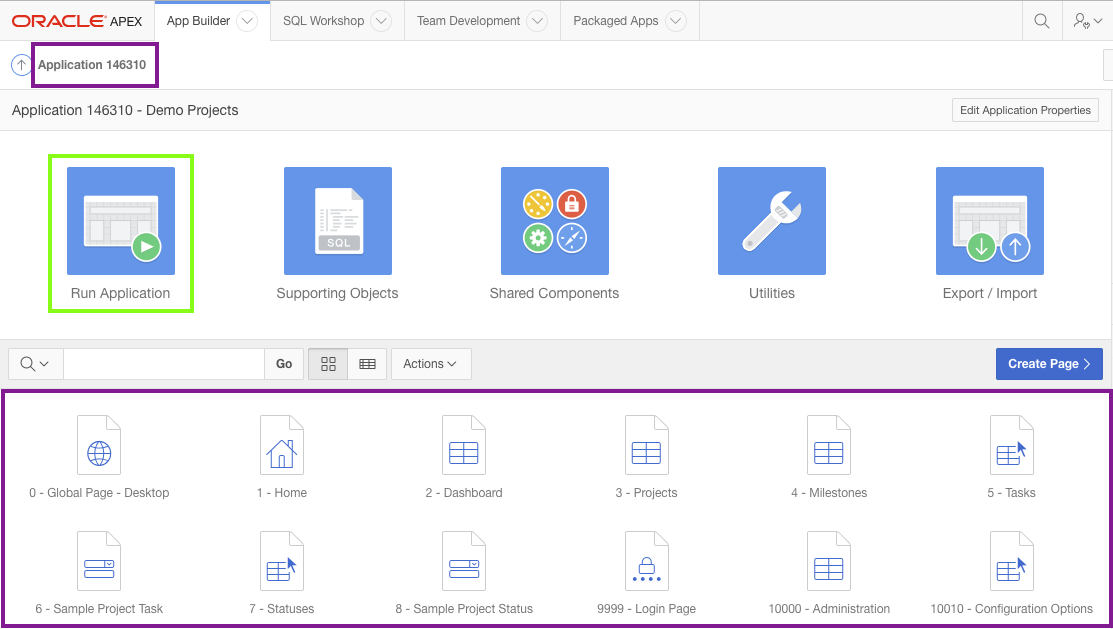 ORACLE APEX App Builder SQL Workshop Team Development Packaged Apps
Application 146310
Application 146310 - Demo Projects Edit Application Properties
SQL
Run Application Supporting Objects Shared Components Utilities Export / Import
Go Actions Create Page
0 - Global Page - Desktop 1 - Home 2 - Dashboard 3 - Projects 4 - Milestones 5 - Tasks
6 - Sample Project Task 7 - Statuses 8 - Sample Project Status 9999 - Login Page 10000 - Administration 10010 - Configuration Options